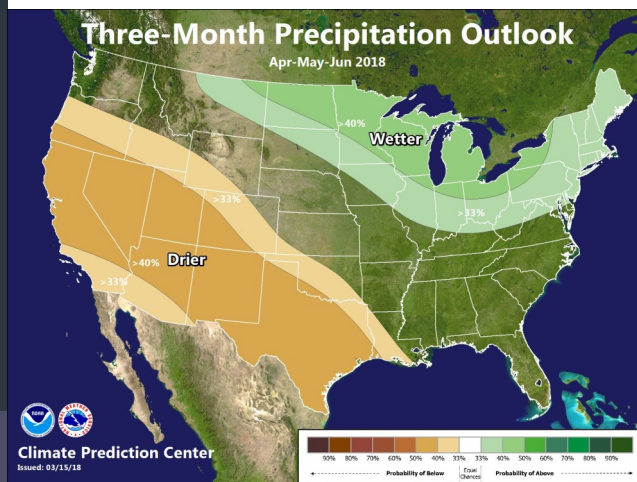 Three-Month Precipitation Outlook
Apr-May-Jun 2018
>40%
Wetter
>33%
>33%
>40%
Drier
>33%
NOAA
Climate Prediction Center
Issued: 03/15/18
90% 80% 70% 60% 50% 40% 33% 33% 40% 50% 60% 70% 80% 90%
Probability of Below
Equal
Chances
Probability of Above